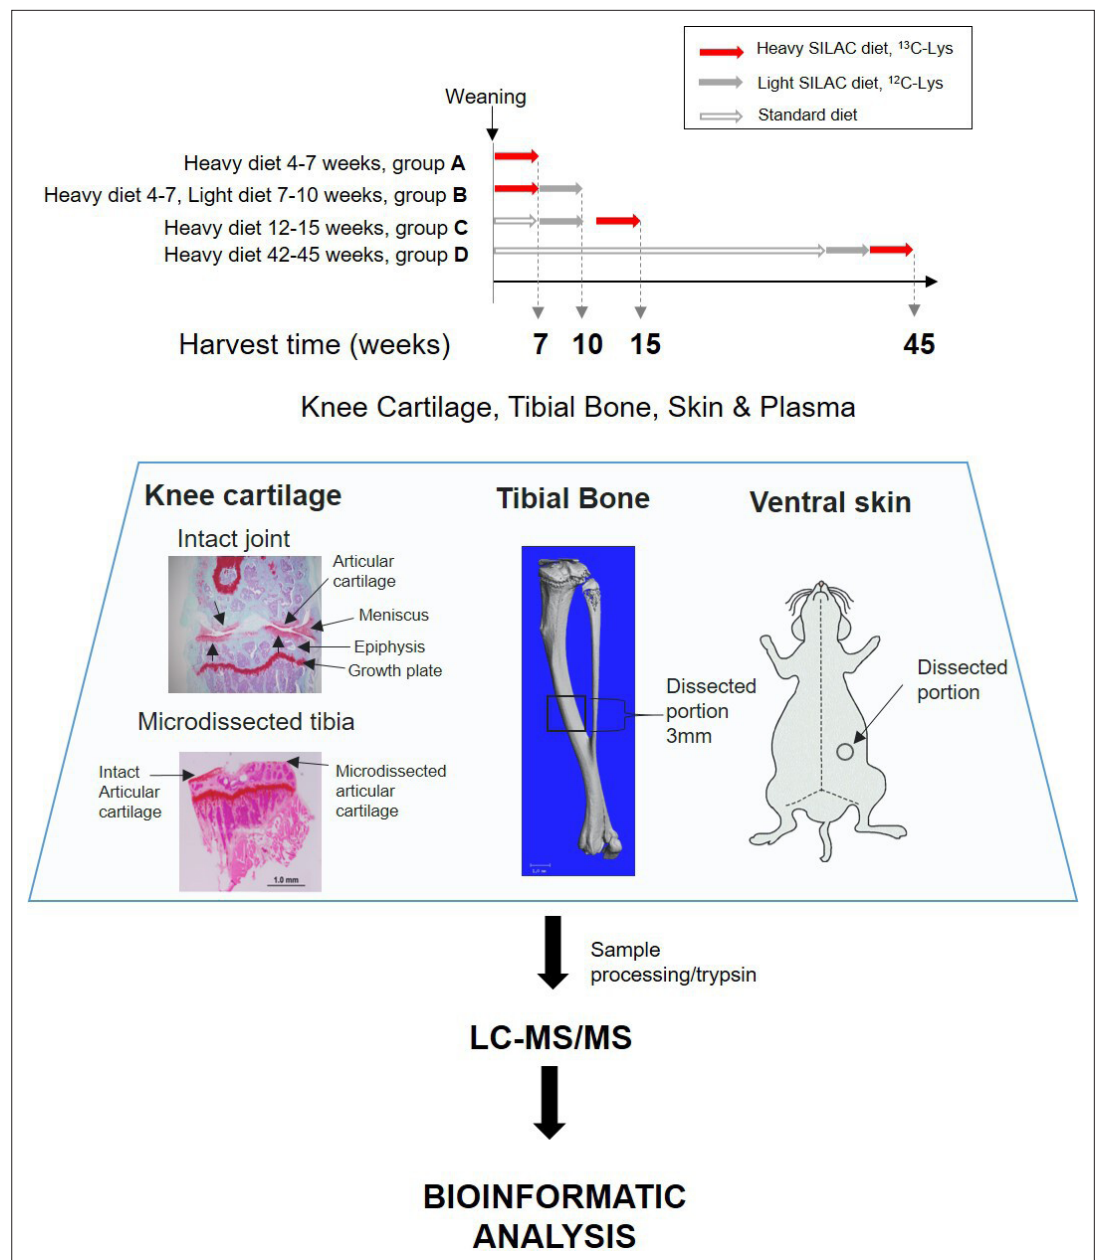 Heavy SILAC diet, ¹³C-Lys
Light SILAC diet, ¹²C-Lys
Standard diet
Weaning
Heavy diet 4-7 weeks, group A
Heavy diet 4-7, Light diet 7-10 weeks, group B
Heavy diet 12-15 weeks, group C
Heavy diet 42-45 weeks, group D
Harvest time (weeks) 7 10 15 45
Knee Cartilage, Tibial Bone, Skin & Plasma
Knee cartilage
Intact joint
Articular
cartilage
Meniscus
Epiphysis
Growth plate
Microdissected tibia
Intact
Articular
cartilage
Microdissected
articular
cartilage
1.0 mm
Tibial Bone
Dissected
portion
3mm
Ventral skin
Dissected
portion
Sample
processing/trypsin
LC-MS/MS
BIOINFORMATIC
ANALYSIS